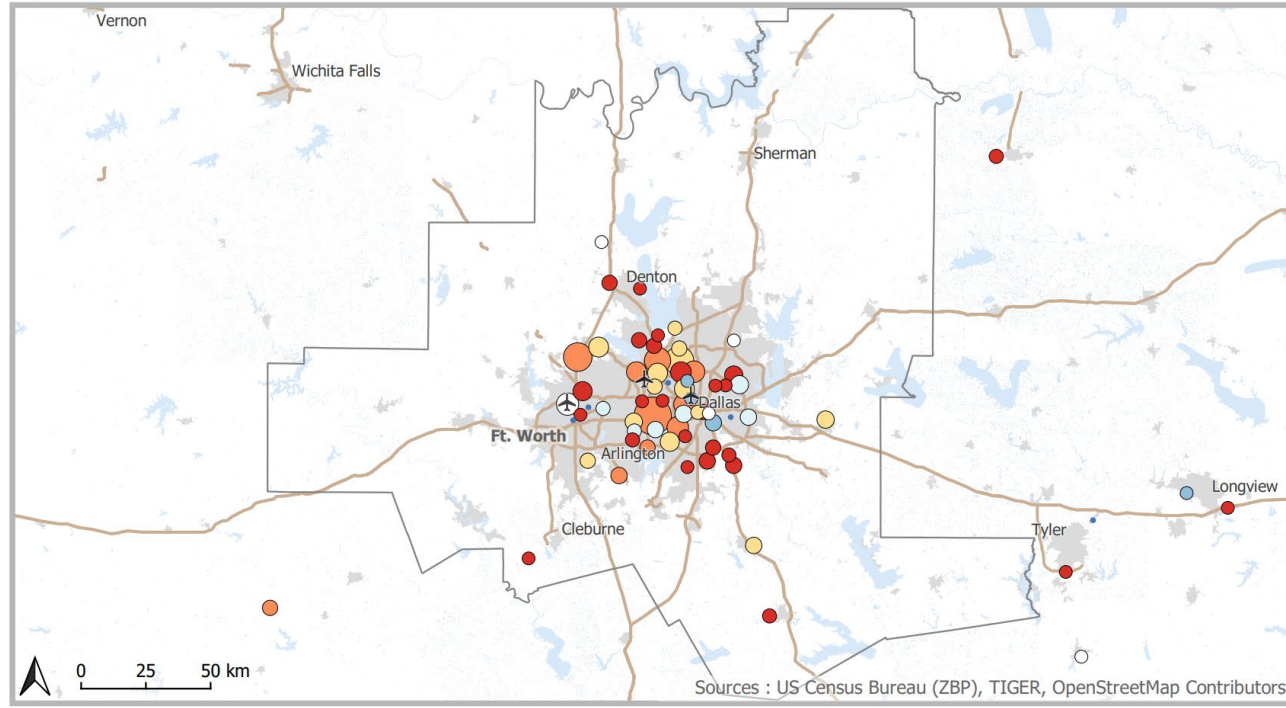 Vernon
Wichita Falls
Sherman
Denton
Dallas
Ft. Worth
Arlington
Longview
Cleburne
Tyler
0 25 50 km
Sources : US Census Bureau (ZBP), TIGER, OpenStreetMap Contributors